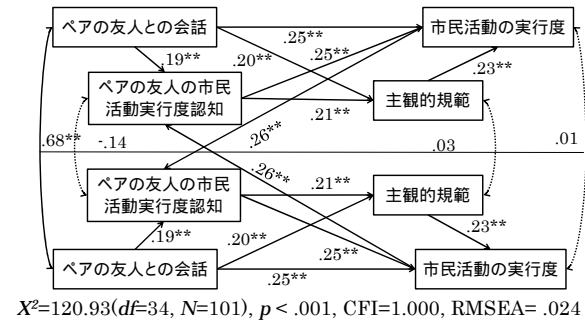 ペアの友人との会話
.25**
市民活動の実行度
.19**
.20**
.25**
.23**
ペアの友人の市民
活動実行度認知
.21**
主観的規範
.26**
.68**
-.14
.03
.01
.26**
ペアの友人の市民
活動実行度認知
.21**
主観的規範
.19**
.20**
.25**
.23**
ペアの友人との会話
.25**
市民活動の実行度
X²=120.93(df=34, N=101), p < .001, CFI=1.000, RMSEA= .024